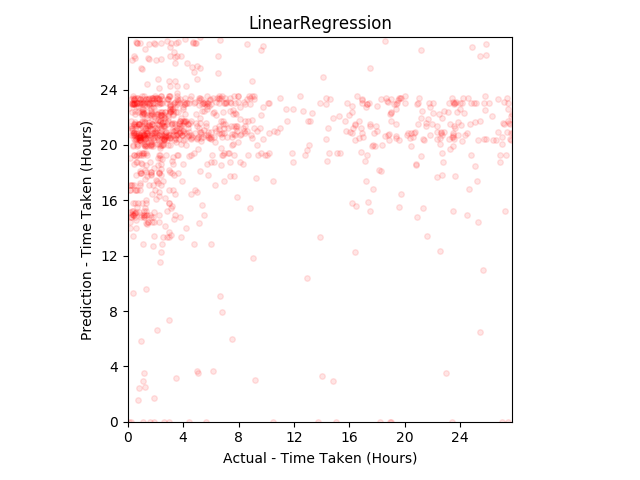 LinearRegression
Prediction - Time Taken (Hours)
24
20
16
12
8
4
0
0 4 8 12 16 20 24
Actual - Time Taken (Hours)